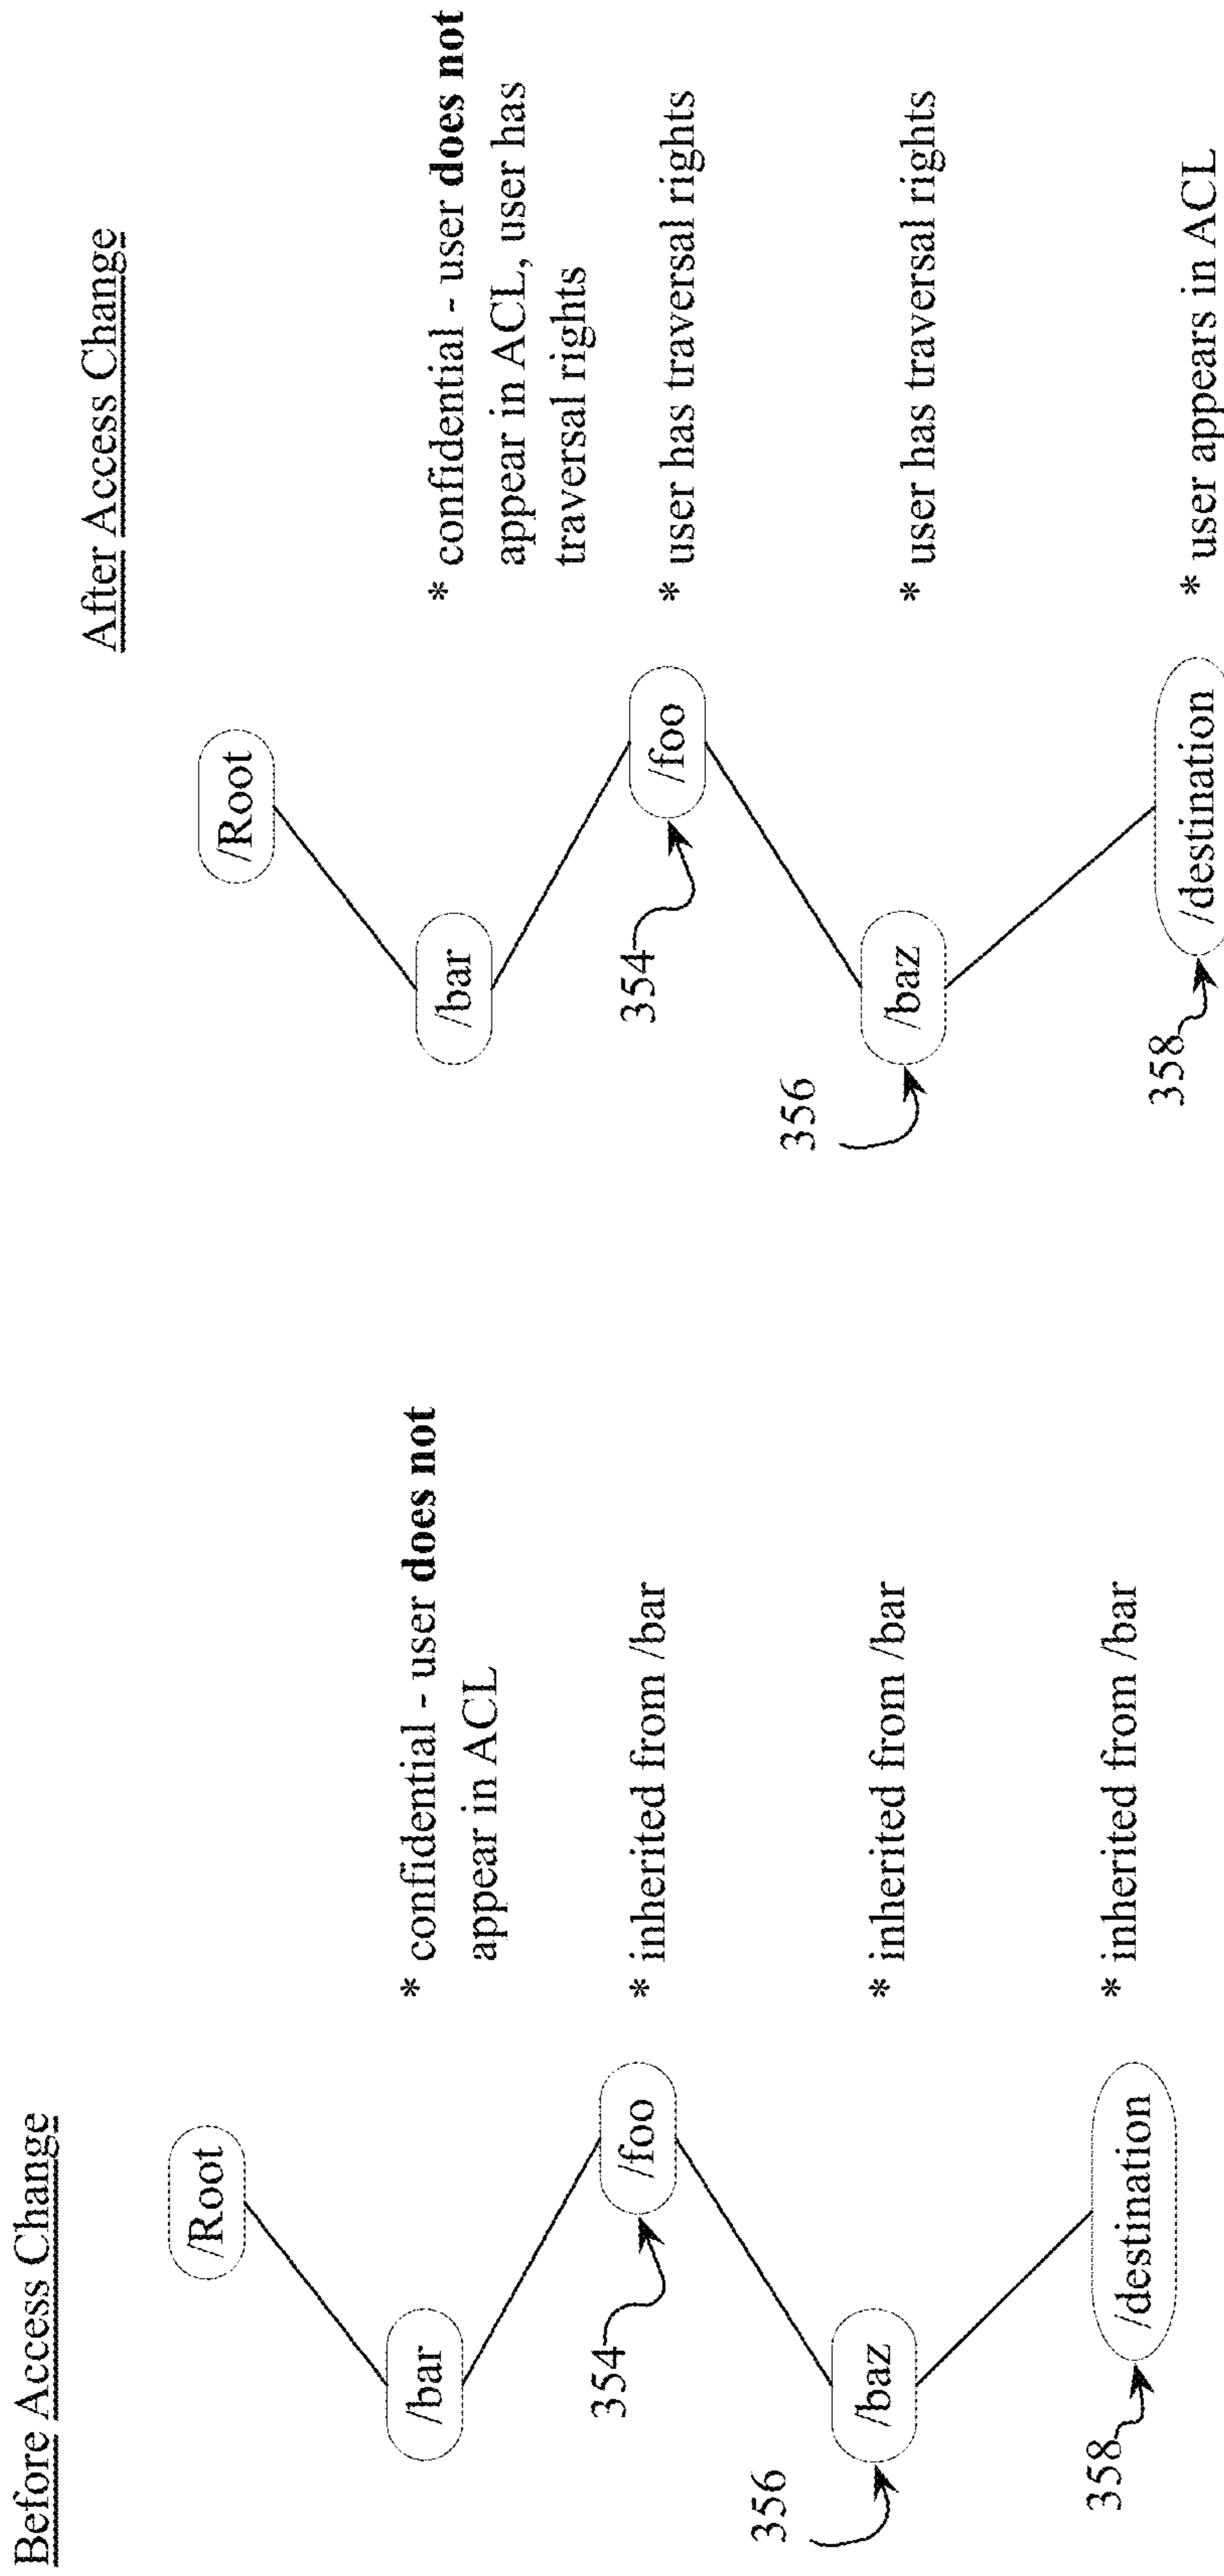 Before Access Change
/Root
/bar
* confidential - user does not
appear in ACL
/foo
354
* inherited from /bar
356
/baz
* inherited from /bar
358
/destination
* inherited from /bar
After Access Change
/Root
/bar
* confidential - user does not
appear in ACL, user has
traversal rights
/foo
354
* user has traversal rights
356
/baz
* user has traversal rights
358
/destination
* user appears in ACL